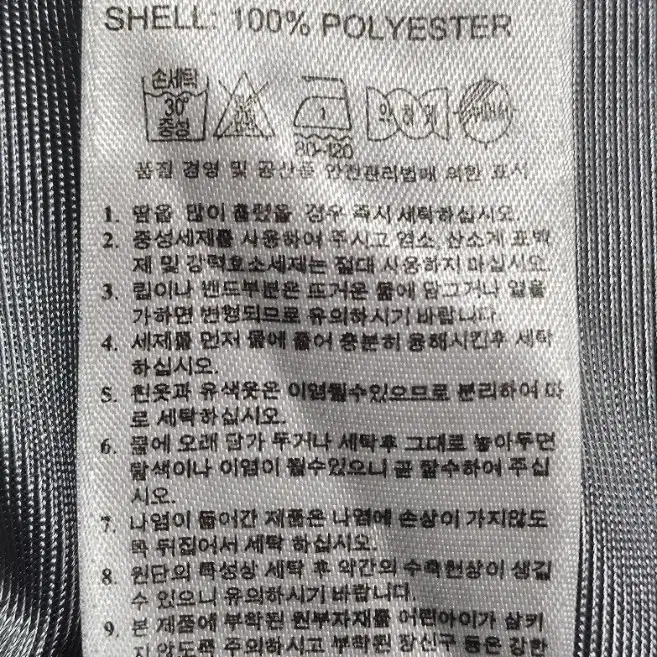 SHELL: 100% POLYESTER
손세탁
30°
중성
1
80-120
안 하 게
품질 경영 및 공산품 안전관리법에 의한 표시
1. 땀을 많이 흘렸을 경우 즉시 세탁하십시오.
2. 중성세제를 사용하여 주시고 염소, 산소계 표백
제 및 강력효소세제는 절대 사용하지 마십시오.
3. 립이나 밴드부분은 뜨거운 물에 담그거나 열을
가하면 변형되므로 유의하시기 바랍니다.
4. 세제를 먼저 물에 풀어 충분히 용해시킨후 세탁
하십시오.
5. 흰옷과 유색옷은 이염될수있으므로 분리하여 따
로 세탁하십시오.
6. 물에 오래 담가 두거나 세탁후 그대로 놓아두면
탈색이나 이염이 될수있으니 곧 탈수하여 주십
시오.
7. 나염이 들어간 제품은 나염에 손상이 가지않도
록 뒤집어서 세탁 하십시오.
8. 원단의 특성상 세탁 후 약간의 수축현상이 생길
수 있으니 유의하시기 바랍니다.
9. 본 제품에 부착된 원부자재를 어린아이가 삼키
지 않도록 주의하시고 부착된 장신구 등은 강한